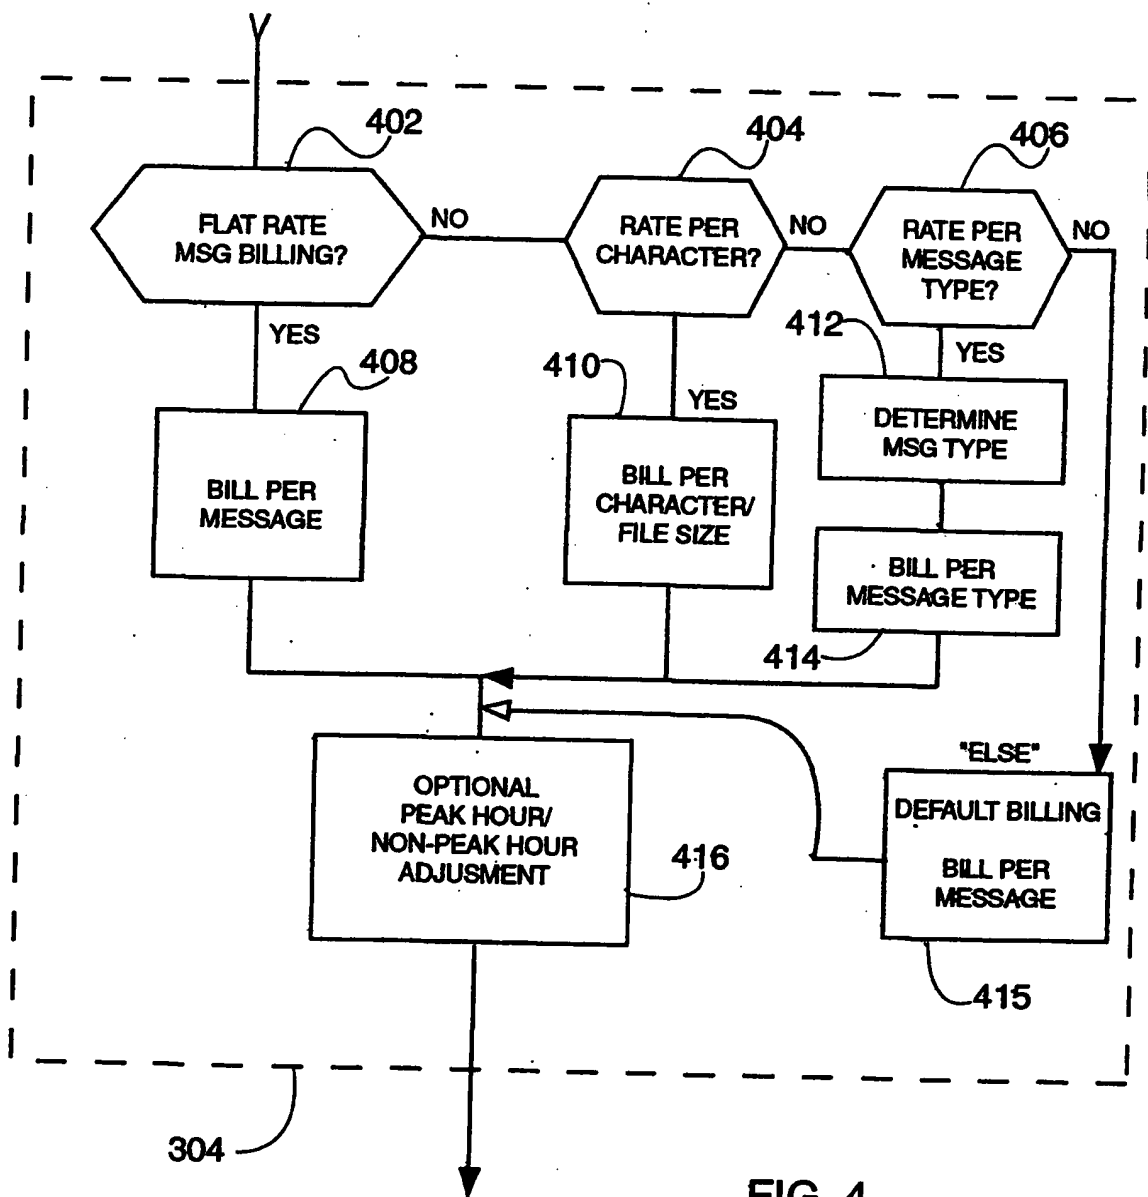 402
404
406
FLAT RATE
MSG BILLING?
NO
RATE PER
CHARACTER?
NO
RATE PER
MESSAGE
TYPE?
NO
YES
408
410
YES
412
YES
BILL PER
MESSAGE
BILL PER
CHARACTER/
FILE SIZE
DETERMINE
MSG TYPE
BILL PER
MESSAGE TYPE
414
"ELSE"
OPTIONAL
PEAK HOUR/
NON-PEAK HOUR
ADJUSMENT
416
DEFAULT BILLING
BILL PER
MESSAGE
415
304
FIG. 4